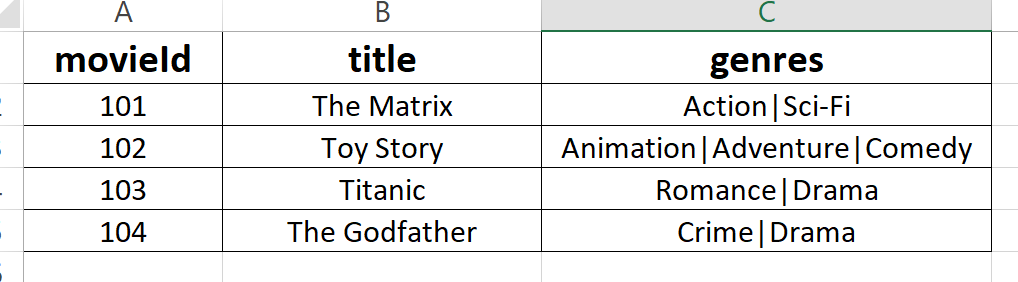 A B C
movieId title genres
101 The Matrix Action|Sci-Fi
102 Toy Story Animation|Adventure|Comedy
103 Titanic Romance|Drama
104 The Godfather Crime|Drama